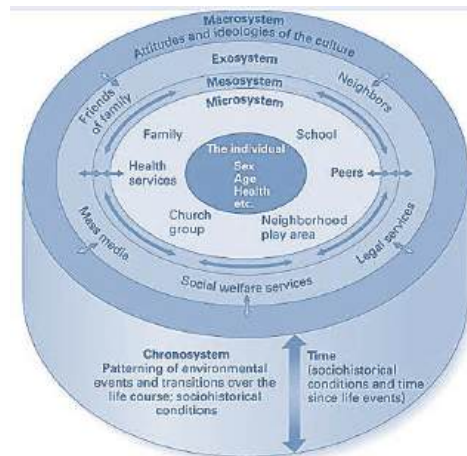 Macrosystem
Attitudes and ideologies of the culture
Exosystem
Mesosystem
Microsystem
Friends
of family
Neighbors
Family
School
The individual
Sex
Age
Health
etc.
Health
services
Peers
Church
group
Neighborhood
play area
Mass media
Legal services
Social welfare services
Chronosystem
Patterning of environmental
events and transitions over the
life course; sociohistorical
conditions
Time
(sociohistorical
conditions and time
since life events)